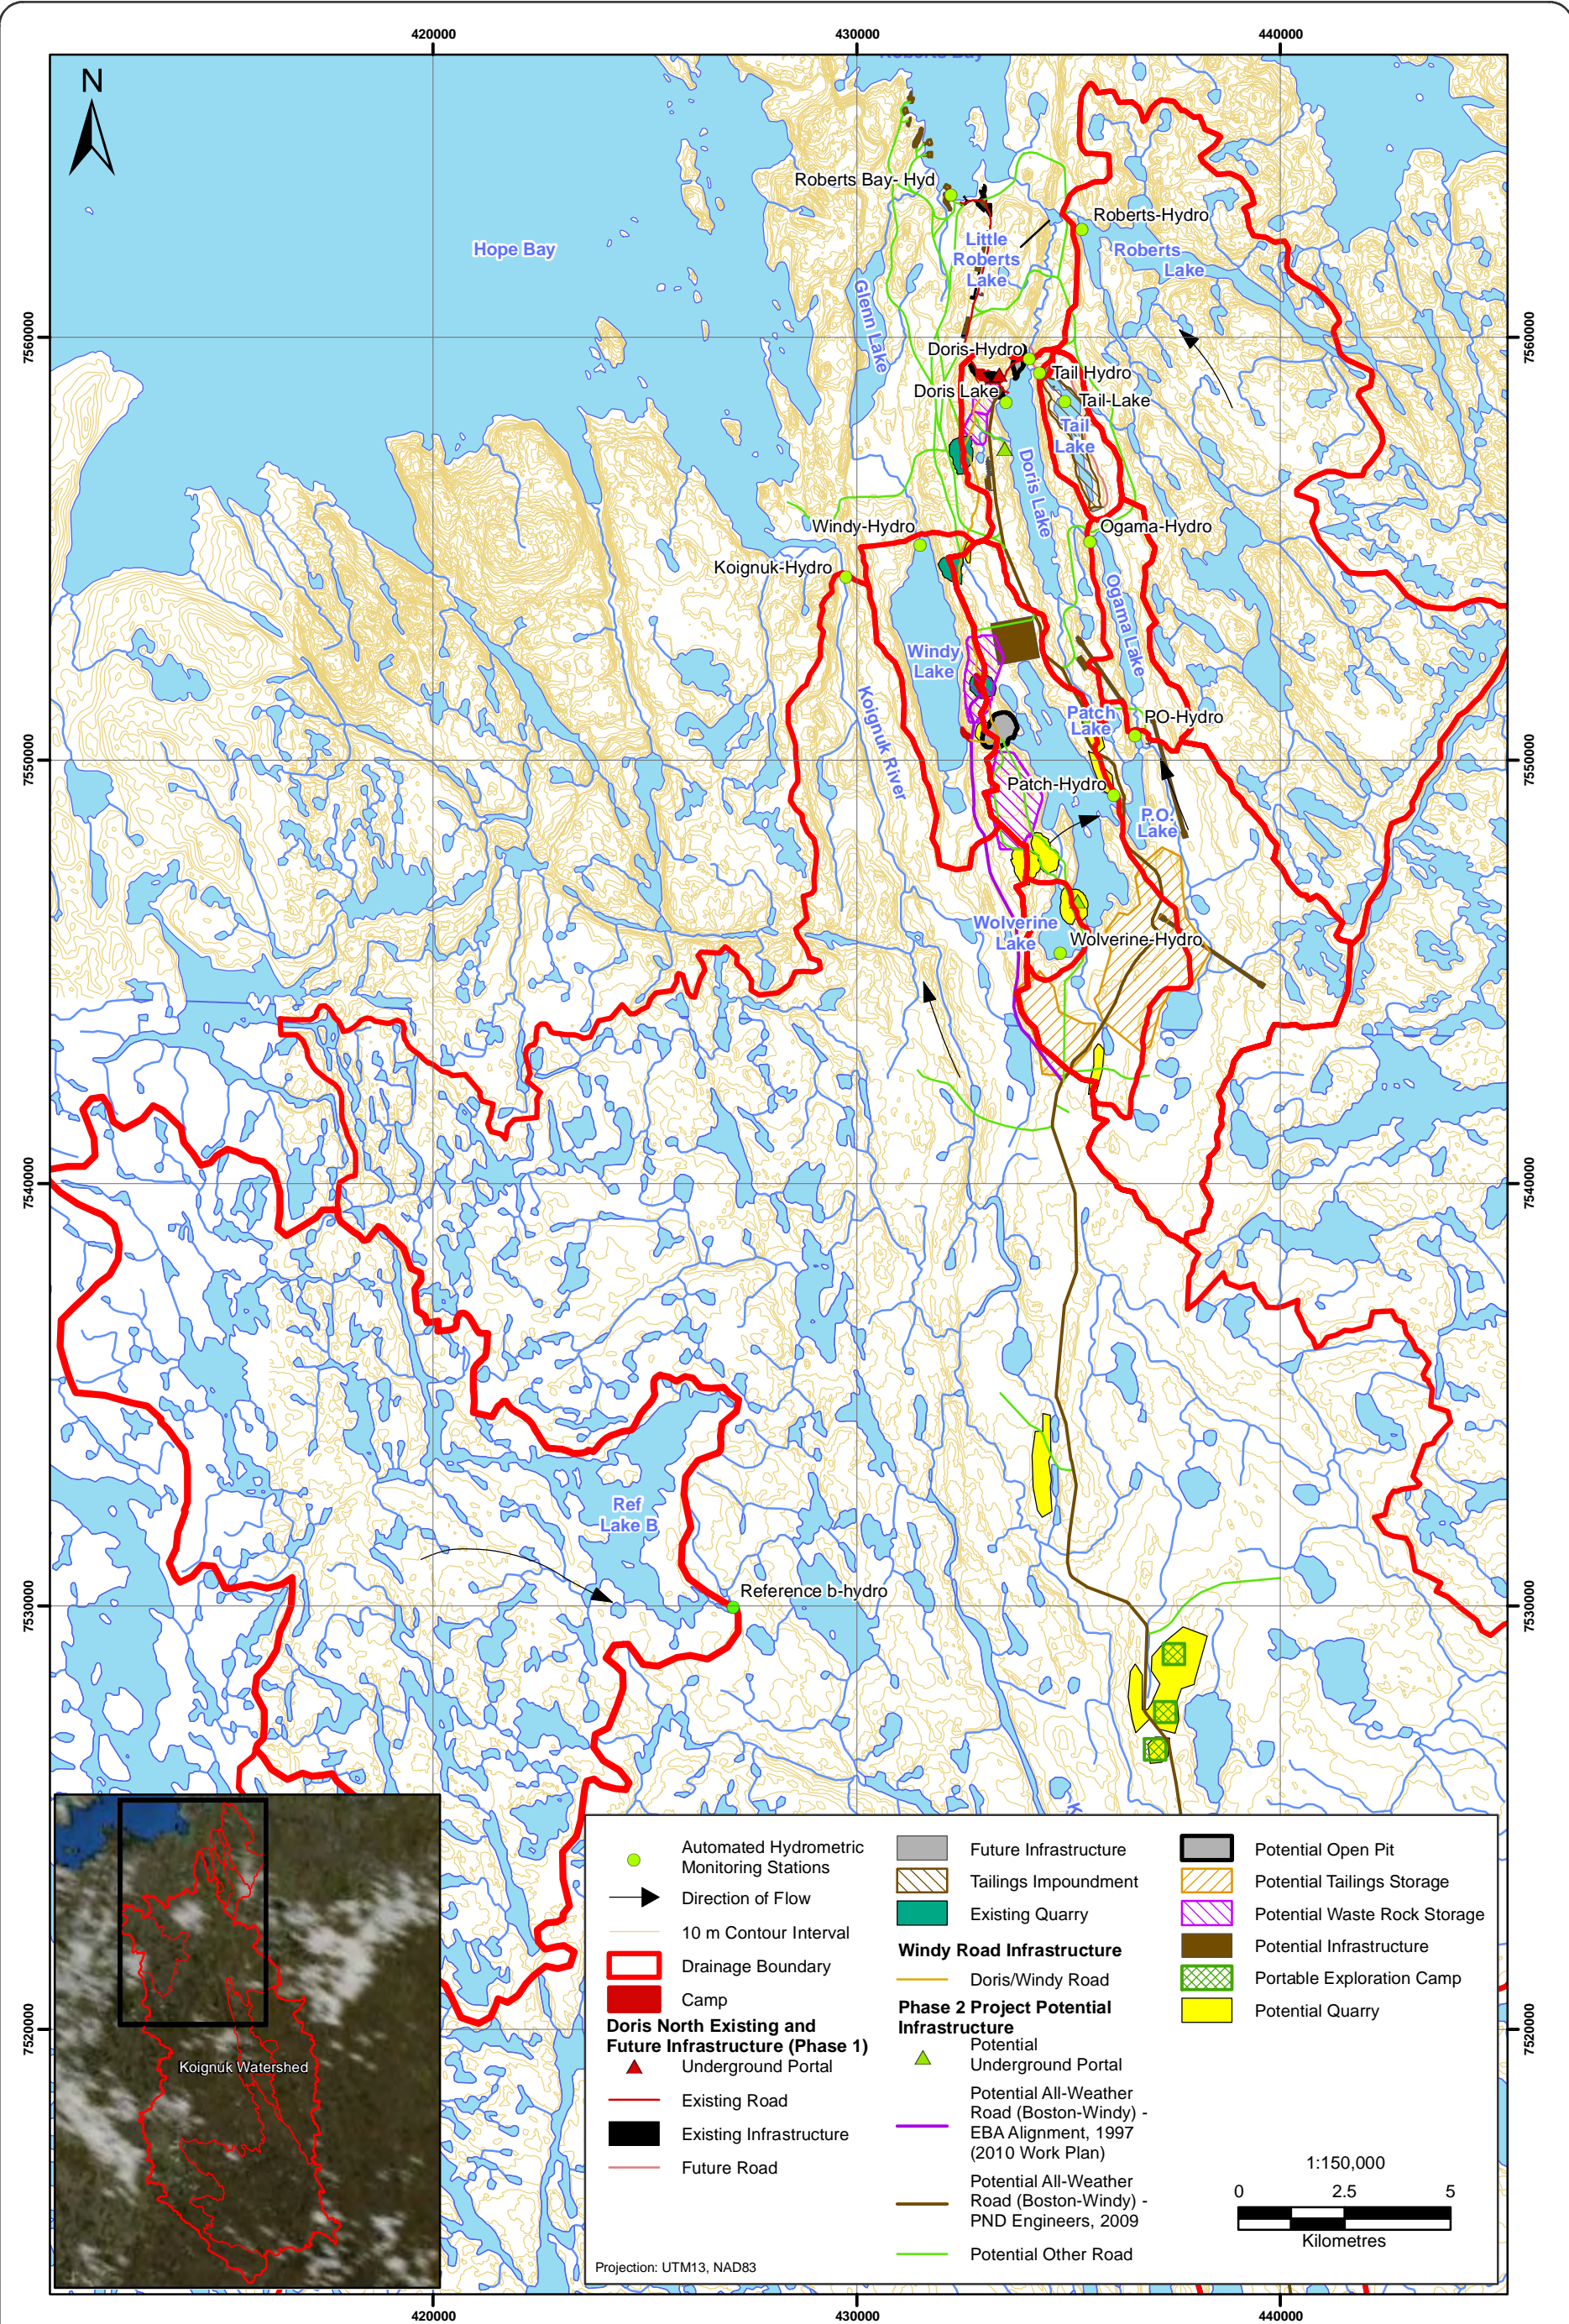 420000
430000
440000
N
Roberts Bay
Roberts Bay- Hyd
Roberts-Hydro
Hope Bay
Little
Roberts
Lake
Roberts
Lake
Glenn Lake
7560000
7560000
Doris-Hydro
Tail Hydro
Doris Lake
Tail-Lake
Tail
Lake
Doris Lake
Windy-Hydro
Ogama-Hydro
Koignuk-Hydro
Ogama Lake
Windy
Lake
Koignuk River
Patch
Lake
PO-Hydro
7550000
7550000
Patch-Hydro
P.O.
Lake
Wolverine
Lake
Wolverine-Hydro
7540000
7540000
Ref
Lake B
Reference b-hydro
7530000
7530000
K
Automated Hydrometric
Monitoring Stations
Direction of Flow
10 m Contour Interval
Drainage Boundary
Camp
Doris North Existing and
Future Infrastructure (Phase 1)
Underground Portal
Existing Road
Existing Infrastructure
Future Road
Future Infrastructure
Tailings Impoundment
Existing Quarry
Windy Road Infrastructure
Doris/Windy Road
Phase 2 Project Potential
Infrastructure
Potential
Underground Portal
Potential All-Weather
Road (Boston-Windy) -
EBA Alignment, 1997
(2010 Work Plan)
Potential All-Weather
Road (Boston-Windy) -
PND Engineers, 2009
Potential Other Road
Potential Open Pit
Potential Tailings Storage
Potential Waste Rock Storage
Potential Infrastructure
Portable Exploration Camp
Potential Quarry
1:150,000
0 2.5 5
Kilometres
Projection: UTM13, NAD83
Koignuk Watershed
7520000
7520000
420000
430000
440000